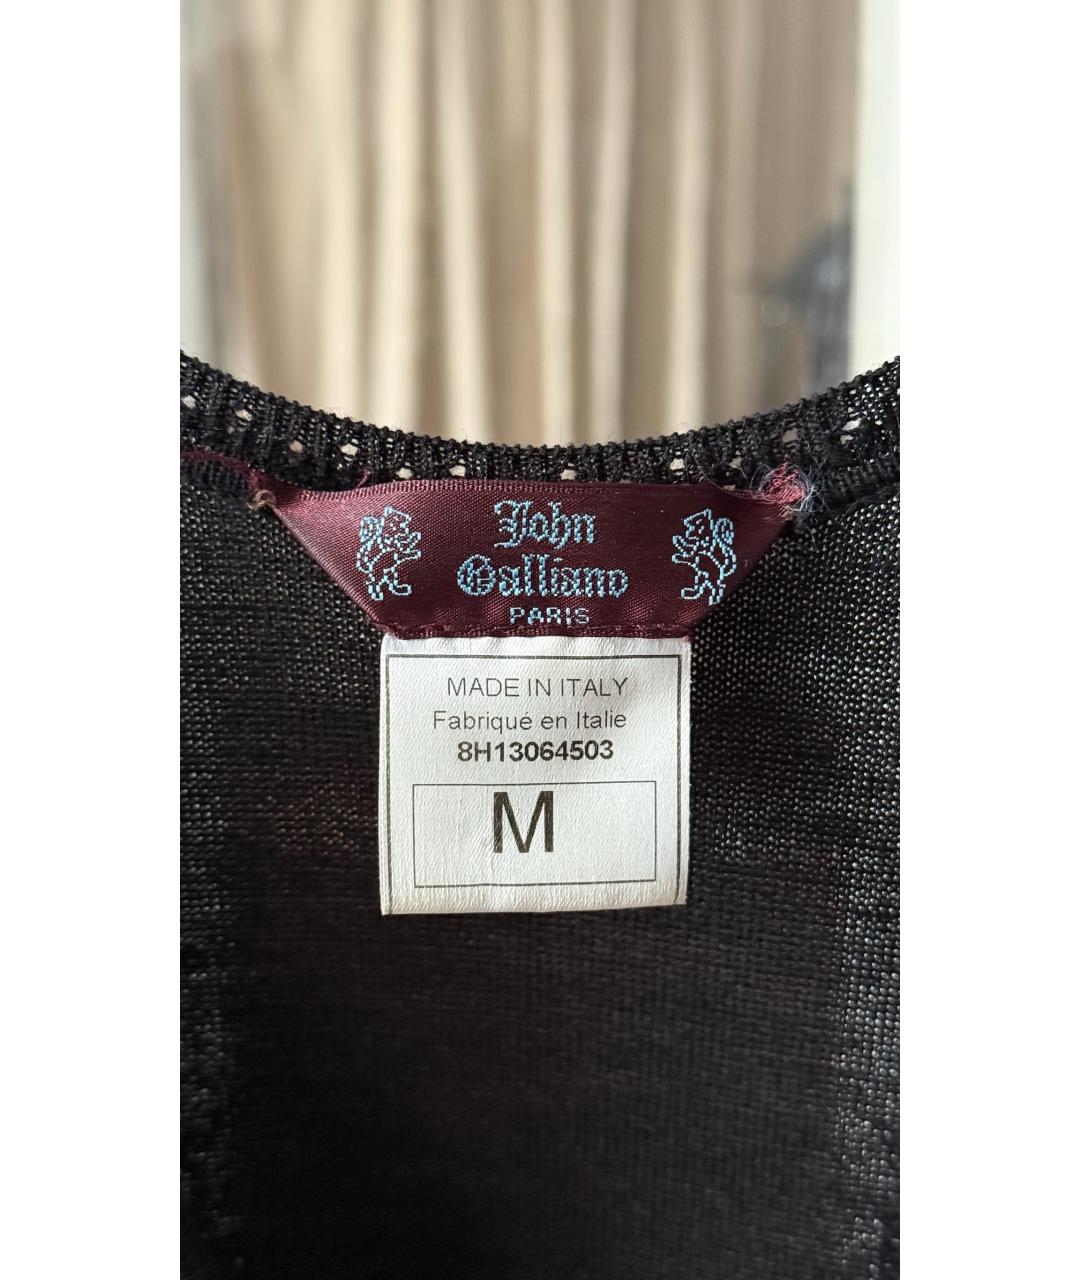 John
Galliano
PARIS
MADE IN ITALY
Fabriqué en Italie
8H13064503
M